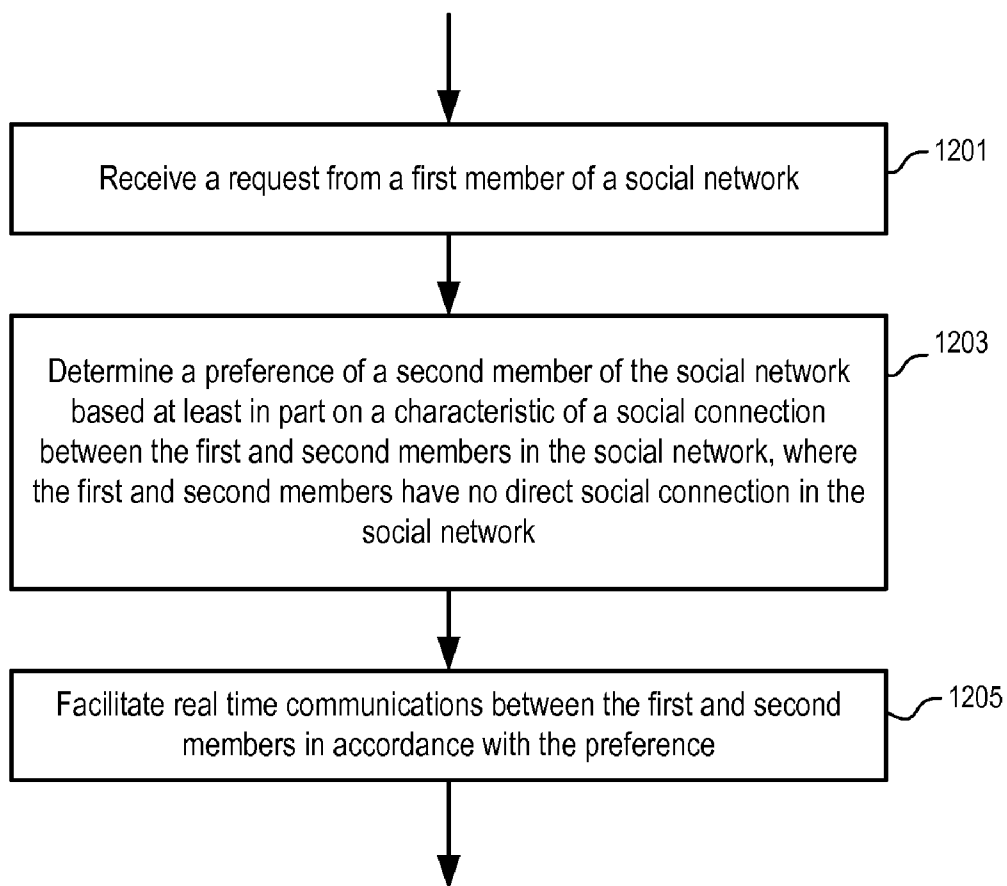 Receive a request from a first member of a social network
1201
Determine a preference of a second member of the social network
based at least in part on a characteristic of a social connection
between the first and second members in the social network, where
the first and second members have no direct social connection in the
social network
1203
Facilitate real time communications between the first and second
members in accordance with the preference
1205